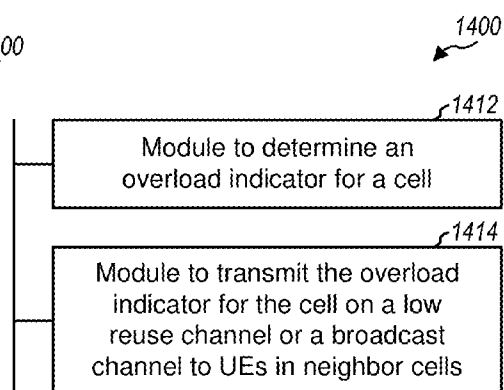 00
1400
1412
Module to determine an
overload indicator for a cell
1414
Module to transmit the overload
indicator for the cell on a low
reuse channel or a broadcast
channel to UEs in neighbor cells